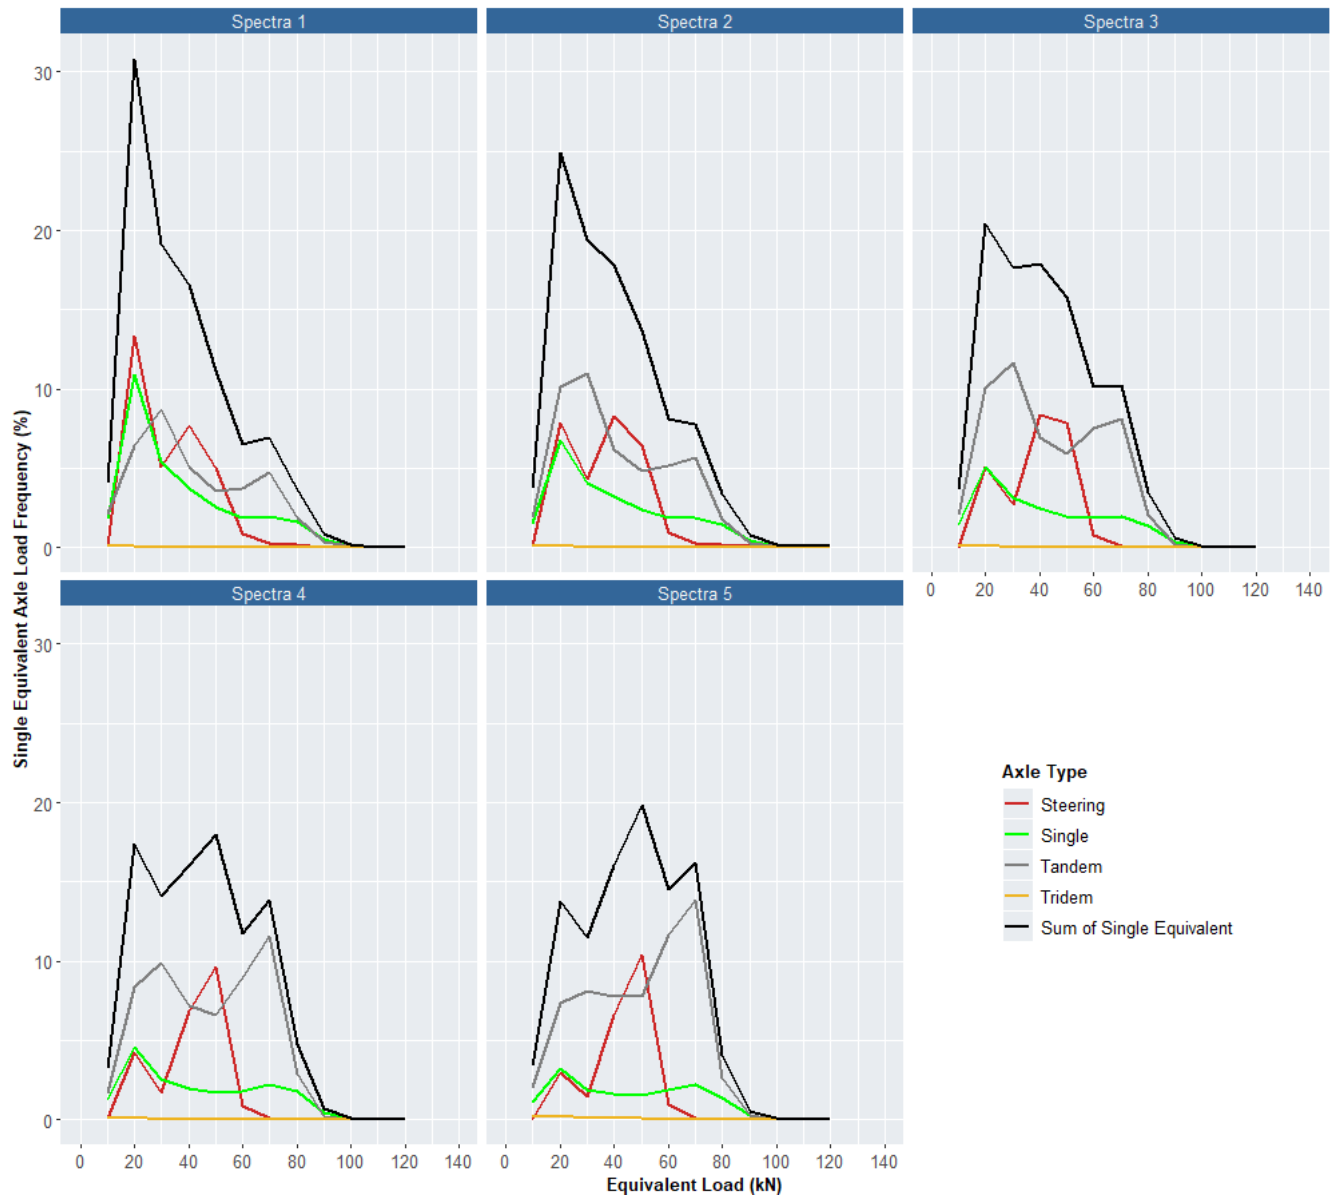 Spectra 1
Spectra 2
Spectra 3
30
20
10
0
0 20 40 60 80 100 120 140
Spectra 4
Spectra 5
30
20
10
0
0 20 40 60 80 100 120 140
0 20 40 60 80 100 120 140
Single Equivalent Axle Load Frequency (%)
Equivalent Load (kN)
Axle Type
Steering
Single
Tandem
Tridem
Sum of Single Equivalent